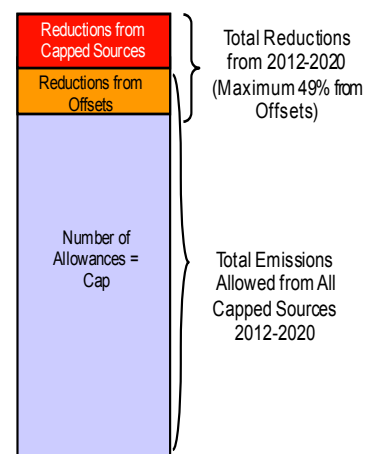 Reductions from
Capped Sources
Reductions from
Offsets
Number of
Allowances =
Cap
Total Reductions
from 2012-2020
(Maximum 49% from
Offsets)
Total Emissions
Allowed from All
Capped Sources
2012-2020